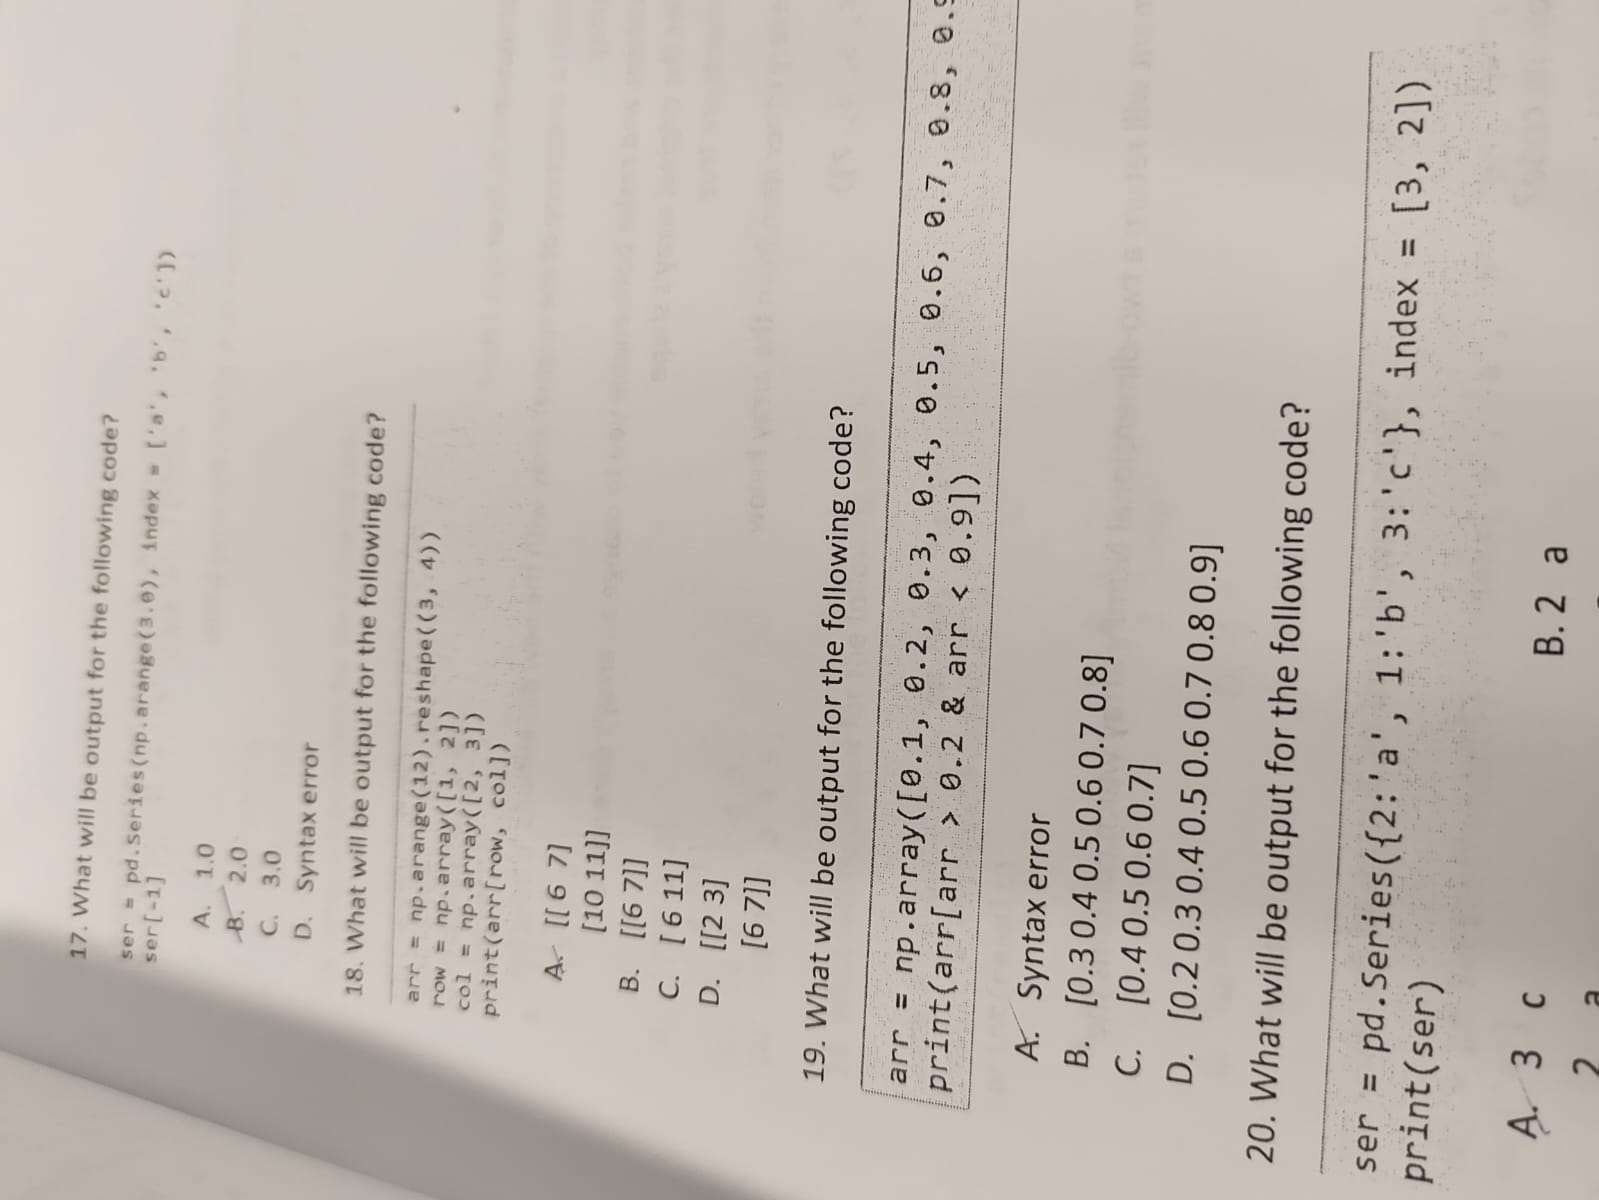 17. What will be output for the following code?
ser = pd.Series(np.arange(3.0), index = ['a', 'b', 'c'])
ser[-1]
A. 1.0
B. 2.0
C. 3.0
D. Syntax error
18. What will be output for the following code?
arr = np.arange(12).reshape((3, 4))
row = np.array([1, 2])
col = np.array([2, 3])
print(arr[row, col])
A. [[ 6 7]
[10 11]]
B. [[6 7]]
C. [ 6 11]
D. [[2 3]
[6 7]]
19. What will be output for the following code?
arr = np.array([0.1, 0.2, 0.3, 0.4, 0.5, 0.6, 0.7, 0.8,
print(arr[arr > 0.2 & arr < 0.9])
A. Syntax error
B. [0.3 0.4 0.5 0.6 0.7 0.8]
C. [0.4 0.5 0.6 0.7]
D. [0.2 0.3 0.4 0.5 0.6 0.7 0.8 0.9]
20. What will be output for the following code?
ser = pd.Series({2:'a', 1:'b', 3:'c'}, index = [3, 2])
print(ser)
A. 3 c B. 2 a
2 a